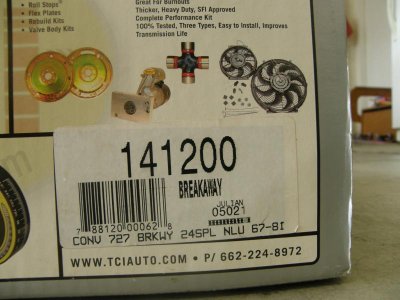 • Roll Stops®
• Flex Plates
• Rebuild Kits
• Valve Body Kits
Great For Burnouts
Thicker, Heavy Duty, SFI Approved
Complete Performance Kit
100% Tested, Three Types, Easy to Install, Improves
Transmission Life
141200
BREAKAWAY
JULIAN
05021
7 88120 00062 8
CONV 727 BRKWY 24SPL NLU 67-81
WWW.TCIAUTO.COM • P/ 662-224-8972